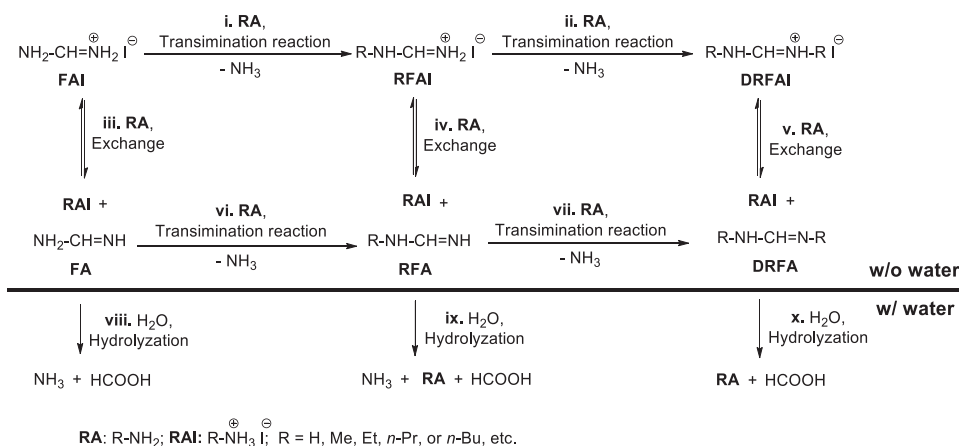 i. RA,
Transimination reaction
- NH₃
ii. RA,
Transimination reaction
- NH₃
NH₂-CH=NH₂ I ⊕ ⊖
FAI
R-NH-CH=NH₂ I ⊕ ⊖
RFAI
R-NH-CH=NH-R I ⊕ ⊖
DRFAI
iii. RA,
Exchange
iv. RA,
Exchange
v. RA,
Exchange
RAI +
RAI +
RAI +
vi. RA,
Transimination reaction
- NH₃
vii. RA,
Transimination reaction
- NH₃
NH₂-CH=NH
FA
R-NH-CH=NH
RFA
R-NH-CH=N-R
DRFA
w/o water
w/ water
viii. H₂O,
Hydrolyzation
ix. H₂O,
Hydrolyzation
x. H₂O,
Hydrolyzation
NH₃ + HCOOH
NH₃ + RA + HCOOH
RA + HCOOH
RA: R-NH₂; RAI: R-NH₃ I ⊕ ⊖; R = H, Me, Et, n-Pr, or n-Bu, etc.